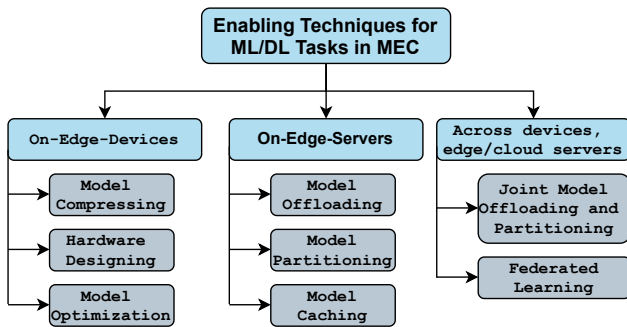 Enabling Techniques for
ML/DL Tasks in MEC
On-Edge-Devices
On-Edge-Servers
Across devices,
edge/cloud servers
Model
Compressing
Hardware
Designing
Model
Optimization
Model
Offloading
Model
Partitioning
Model
Caching
Joint Model
Offloading and
Partitioning
Federated
Learning